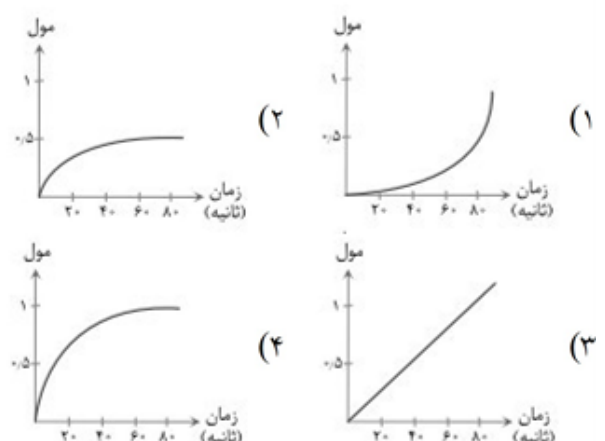 مول
۱
۰٫۵
۲۰ ۴۰ ۶۰ ۸۰
زمان
(ثانیه)
(۱
مول
۱
۰٫۵
۲۰ ۴۰ ۶۰ ۸۰
زمان
(ثانیه)
(۲
مول
۱
۰٫۵
۲۰ ۴۰ ۶۰ ۸۰
زمان
(ثانیه)
(۳
مول
۱
۰٫۵
۲۰ ۴۰ ۶۰ ۸۰
زمان
(ثانیه)
(۴